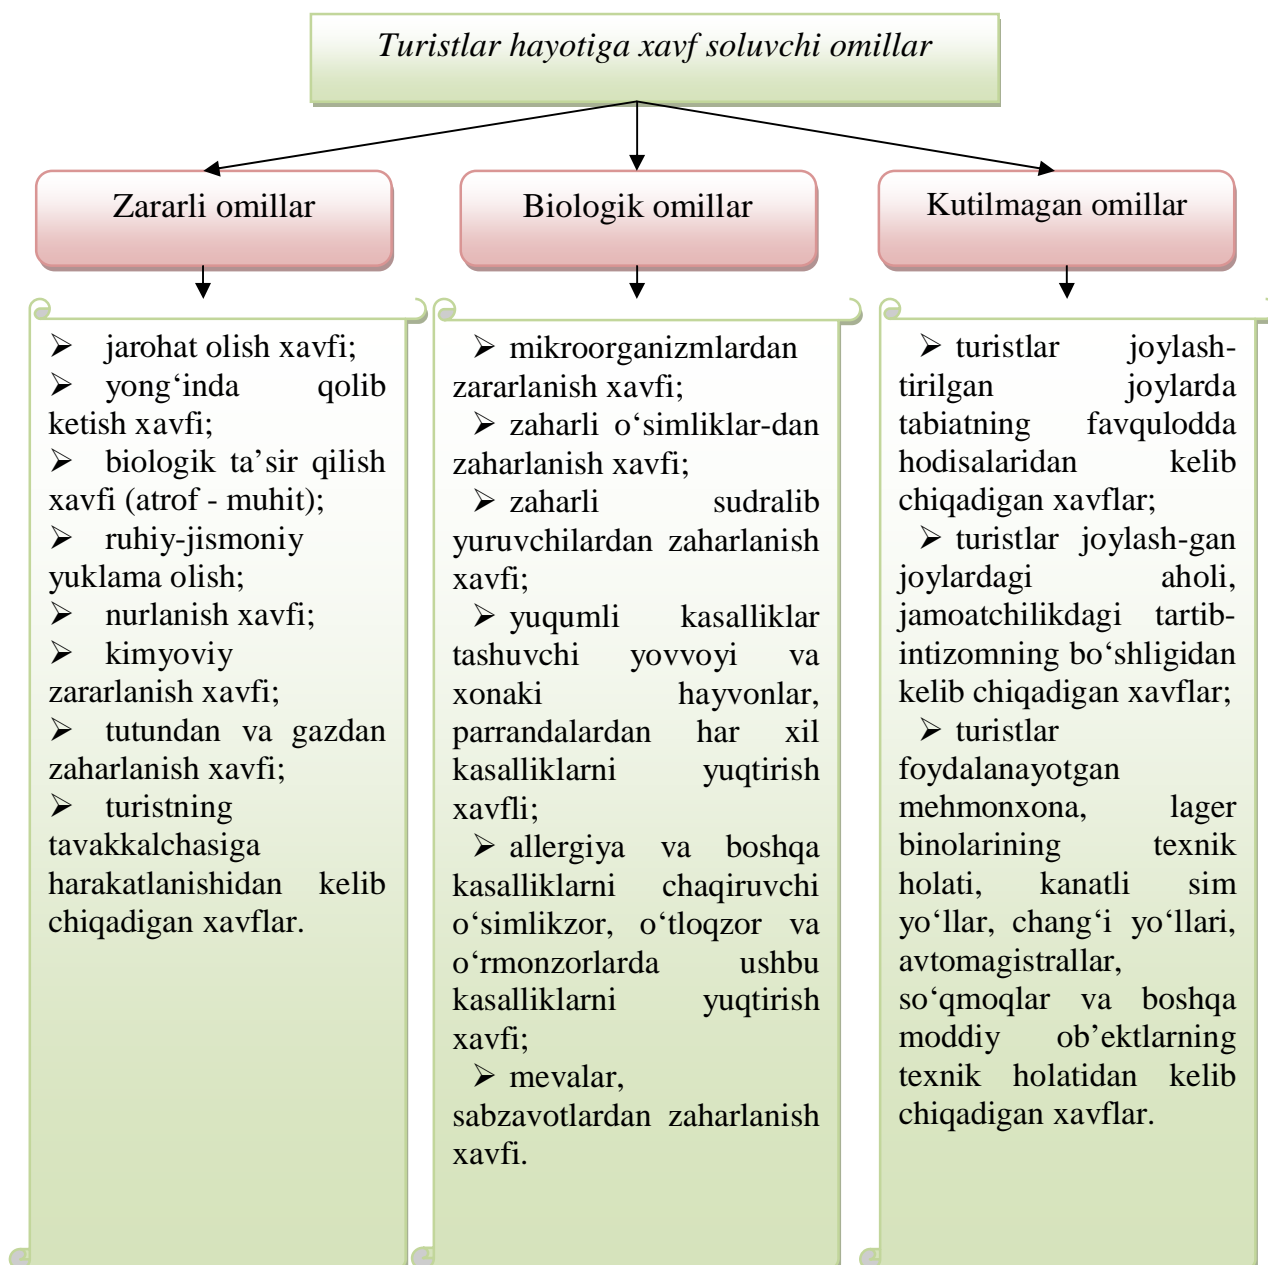 Turistlar hayotiga xavf soluvchi omillar
Zararli omillar
➢ jarohat olish xavfi;
➢ yong‘inda qolib
ketish xavfi;
➢ biologik ta’sir qilish
xavfi (atrof - muhit);
➢ ruhiy-jismoniy
yuklama olish;
➢ nurlanish xavfi;
➢ kimyoviy
zararlanish xavfi;
➢ tutundan va gazdan
zaharlanish xavfi;
➢ turistning
tavakkalchasiga
harakatlanishidan kelib
chiqadigan xavflar.
Biologik omillar
➢ mikroorganizmlardan
zararlanish xavfi;
➢ zaharli o‘simliklar-dan
zaharlanish xavfi;
➢ zaharli sudralib
yuruvchilardan zaharlanish
xavfi;
➢ yuqumli kasalliklar
tashuvchi yovvoyi va
xonaki hayvonlar,
parrandalardan har xil
kasalliklarni yuqtirish
xavfli;
➢ allergiya va boshqa
kasalliklarni chaqiruvchi
o‘simlikzor, o‘tloqzor va
o‘rmonzorlarda ushbu
kasalliklarni yuqtirish
xavfi;
➢ mevalar,
sabzavotlardan zaharlanish
xavfi.
Kutilmagan omillar
➢ turistlar joylash-
tirilgan joylarda
tabiatning favqulodda
hodisalaridan kelib
chiqadigan xavflar;
➢ turistlar joylash-gan
joylardagi aholi,
jamoatchilikdagi tartib-
intizomning bo‘shligidan
kelib chiqadigan xavflar;
➢ turistlar
foydalanayotgan
mehmonxona, lager
binolarining texnik
holati, kanatli sim
yo‘llar, chang‘i yo‘llari,
avtomagistrallar,
so‘qmoqlar va boshqa
moddiy ob’ektlarning
texnik holatidan kelib
chiqadigan xavflar.